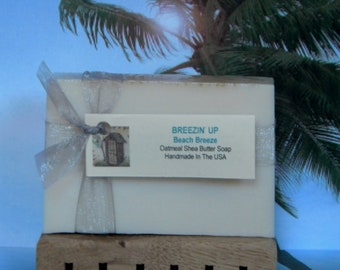 BREEZIN' UP
Beach Breeze
Oatmeal Shea Butter Soap
Handmade In The USA